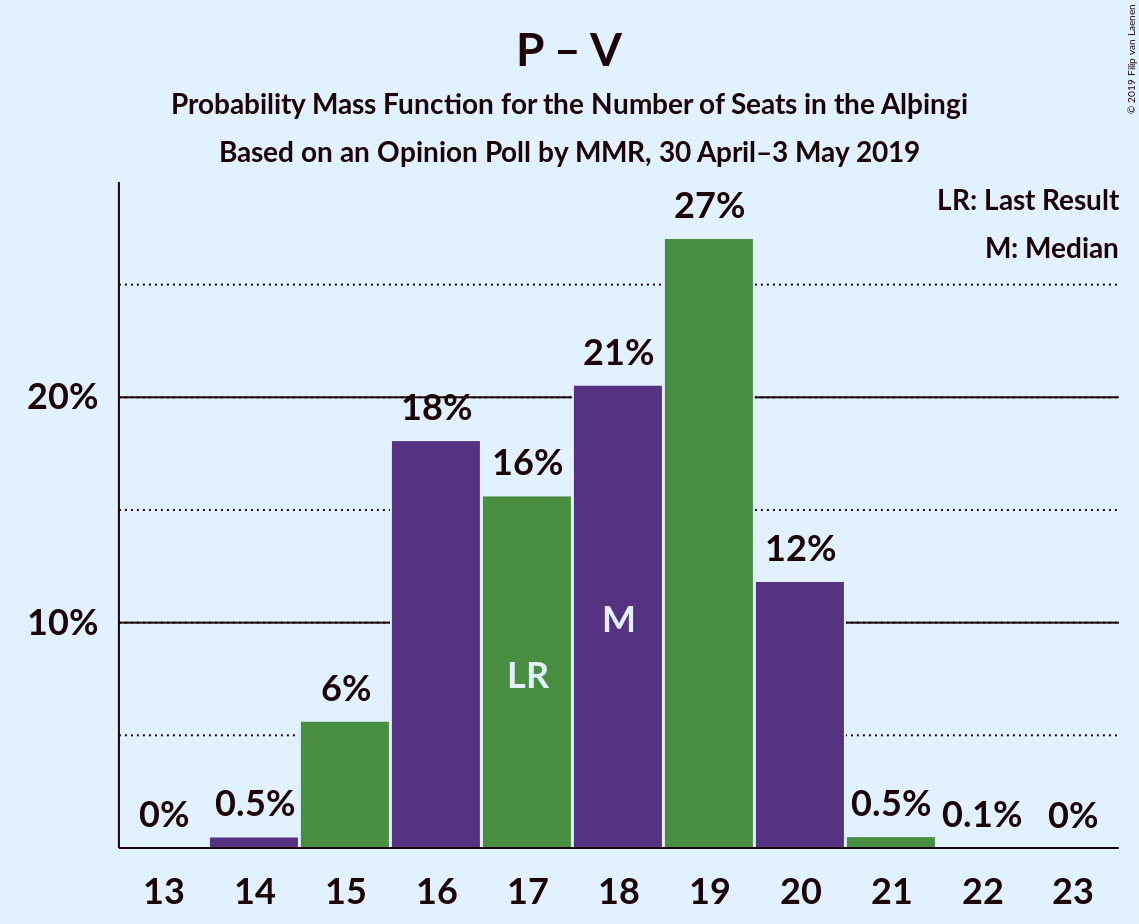 P – V
Probability Mass Function for the Number of Seats in the Alþingi
Based on an Opinion Poll by MMR, 30 April–3 May 2019
© 2019 Filip van Laenen
LR: Last Result
M: Median
20%
10%
0%
0.5%
6%
18%
16%
21%
27%
12%
0.5%
0.1%
0%
LR
M
13 14 15 16 17 18 19 20 21 22 23